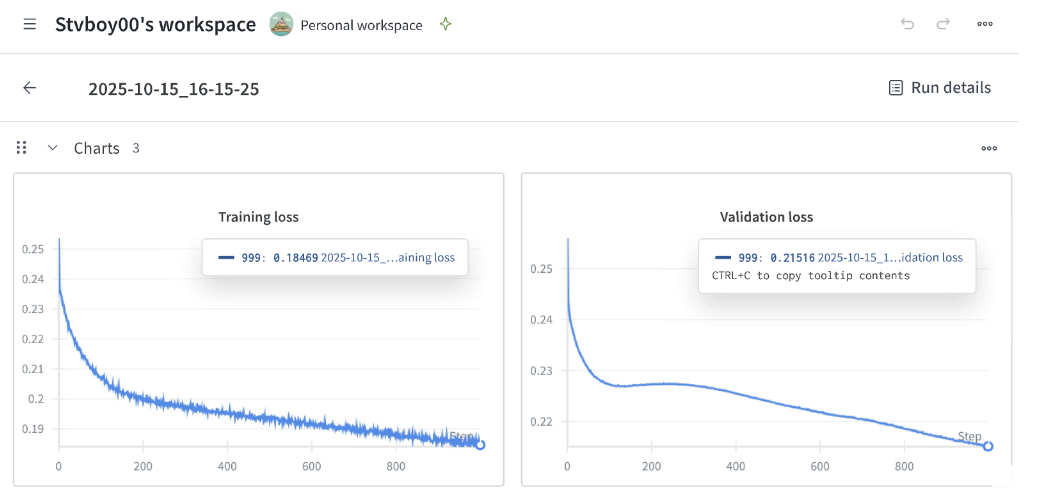 Stvboy00's workspace Personal workspace
2025-10-15_16-15-25 Run details
Charts 3
Training loss
999: 0.18469 2025-10-15_...aining loss
0.25
0.24
0.23
0.22
0.21
0.2
0.19
Step
0 200 400 600 800
Validation loss
999: 0.21516 2025-10-15_1...idation loss
CTRL+C to copy tooltip contents
0.25
0.24
0.23
0.22
Step
0 200 400 600 800